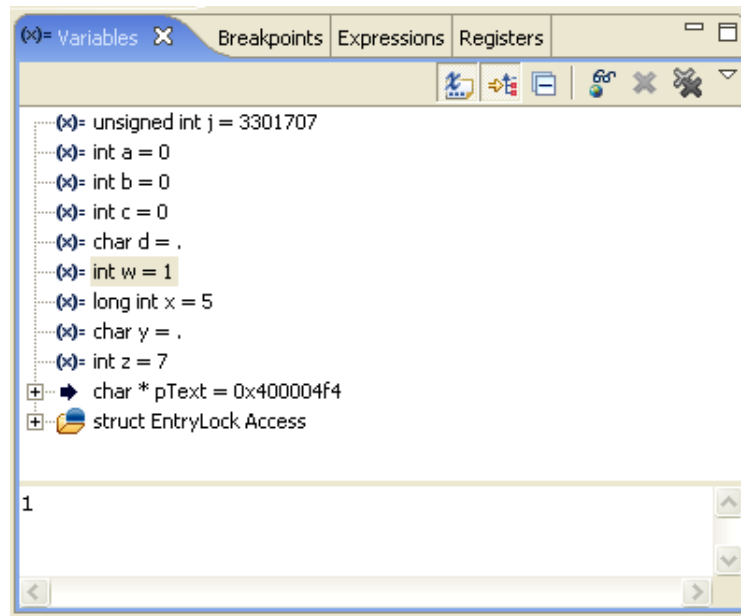 (x)= Variables Breakpoints Expressions Registers
(x)= unsigned int j = 3301707
(x)= int a = 0
(x)= int b = 0
(x)= int c = 0
(x)= char d = .
(x)= int w = 1
(x)= long int x = 5
(x)= char y = .
(x)= int z = 7
char * pText = 0x400004f4
struct EntryLock Access
1